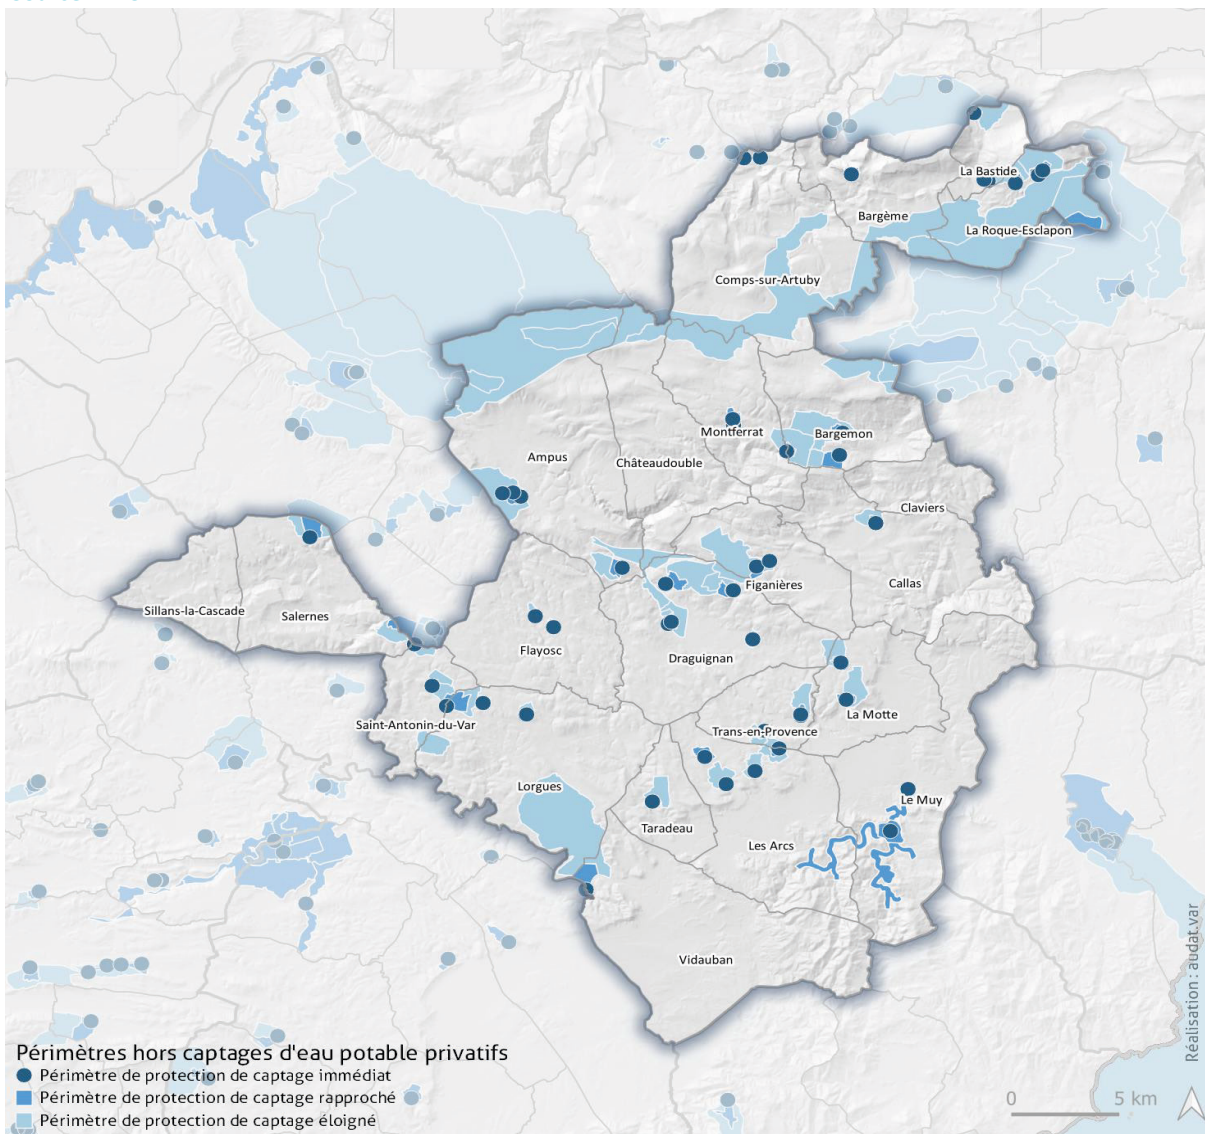 La Bastide
Bargème
La Roque-Esclapon
Comps-sur-Artuby
Montferrat
Bargemon
Ampus
Châteaudouble
Claviers
Figanières
Callas
Sillans-la-Cascade
Salernes
Flayosc
Draguignan
La Motte
Saint-Antonin-du-Var
Trans-en-Provence
Lorgues
Le Muy
Taradeau
Les Arcs
Vidauban
Réalisation : audat.var
Périmètres hors captages d'eau potable privatifs
Périmètre de protection de captage immédiat
Périmètre de protection de captage rapproché
Périmètre de protection de captage éloigné
0 5 km